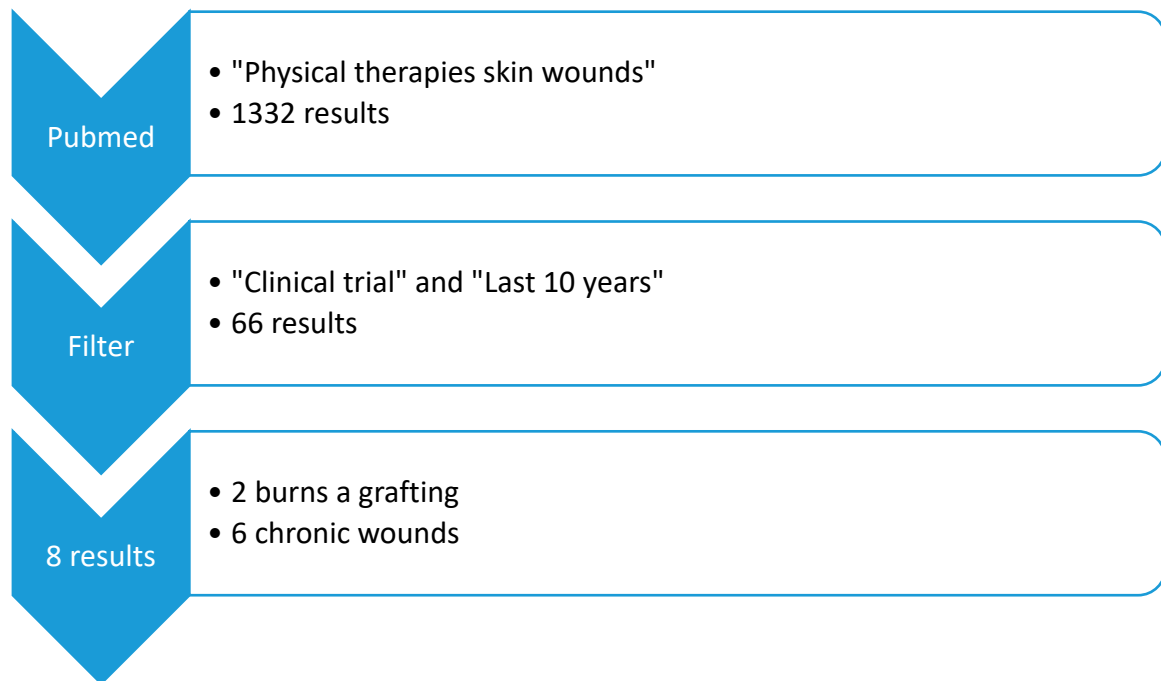 Pubmed
• "Physical therapies skin wounds"
• 1332 results
Filter
• "Clinical trial" and "Last 10 years"
• 66 results
8 results
• 2 burns a grafting
• 6 chronic wounds